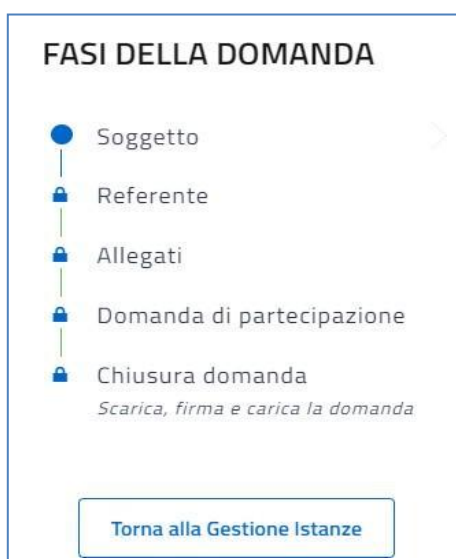 FASI DELLA DOMANDA
Soggetto
Referente
Allegati
Domanda di partecipazione
Chiusura domanda
Scarica, firma e carica la domanda
Torna alla Gestione Istanze